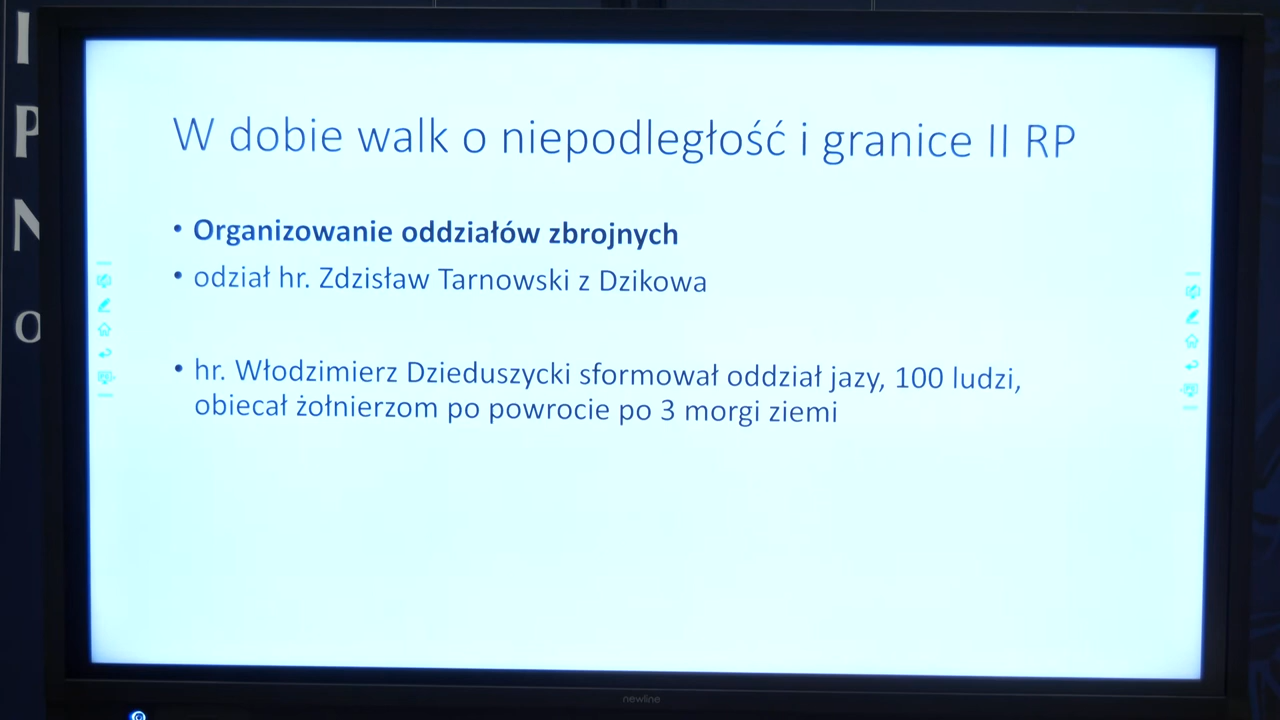 I
P
N
O
W dobie walk o niepodległość i granice II RP
• Organizowanie oddziałów zbrojnych
• odział hr. Zdzisław Tarnowski z Dzikowa
• hr. Włodzimierz Dzieduszycki sformował oddział jazy, 100 ludzi,
obiecał żołnierzom po powrocie po 3 morgi ziemi
newline